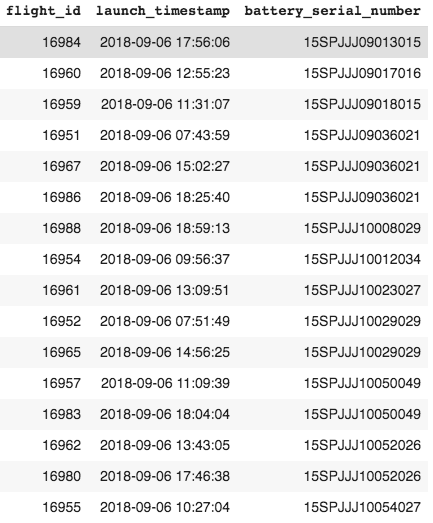 flight_id launch_timestamp battery_serial_number
16984 2018-09-06 17:56:06 15SPJJJ09013015
16960 2018-09-06 12:55:23 15SPJJJ09017016
16959 2018-09-06 11:31:07 15SPJJJ09018015
16951 2018-09-06 07:43:59 15SPJJJ09036021
16967 2018-09-06 15:02:27 15SPJJJ09036021
16986 2018-09-06 18:25:40 15SPJJJ09036021
16988 2018-09-06 18:59:13 15SPJJJ10008029
16954 2018-09-06 09:56:37 15SPJJJ10012034
16961 2018-09-06 13:09:51 15SPJJJ10023027
16952 2018-09-06 07:51:49 15SPJJJ10029029
16965 2018-09-06 14:56:25 15SPJJJ10029029
16957 2018-09-06 11:09:39 15SPJJJ10050049
16983 2018-09-06 18:04:04 15SPJJJ10050049
16962 2018-09-06 13:43:05 15SPJJJ10052026
16980 2018-09-06 17:46:38 15SPJJJ10052026
16955 2018-09-06 10:27:04 15SPJJJ10054027